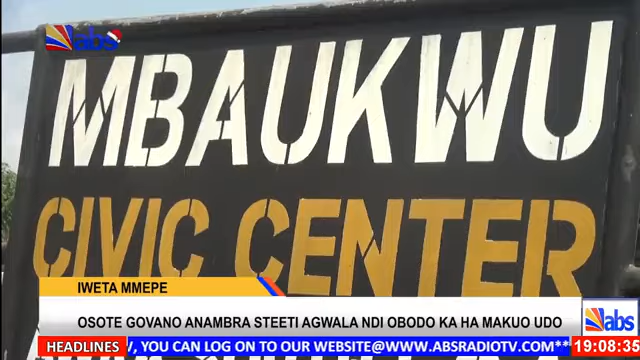 abs
MBAUKWU
CIVIC CENTER
IWETA MMEPE
OSOTE GOVANO ANAMBRA STEETI AGWALA NDI OBODO KA HA MAKUO UDO
abs
HEADLINES
V, YOU CAN LOG ON TO OUR WEBSITE@WWW.ABSRADIOTV.COM**
19:08:35